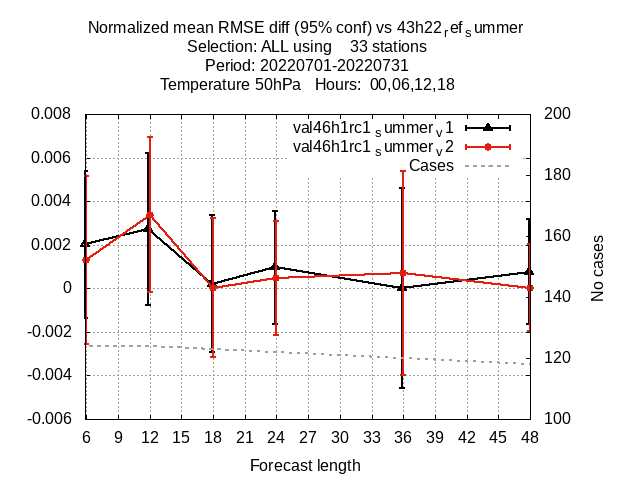 Normalized mean RMSE diff (95% conf) vs 43h22refsummer
Selection: ALL using 33 stations
Period: 20220701-20220731
Temperature 50hPa Hours: 00,06,12,18
val46h1rc1summerv1
val46h1rc1summerv2
Cases
0.008
0.006
0.004
0.002
0
-0.002
-0.004
-0.006
200
180
160
140
120
100
No cases
6 9 12 15 18 21 24 27 30 33 36 39 42 45 48
Forecast length